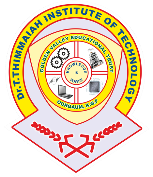 Dr.T.THIMMAIAH INSTITUTE OF TECHNOLOGY
GOLDEN VALLEY EDUCATIONAL TRUST
OORGAUM, K.G.F